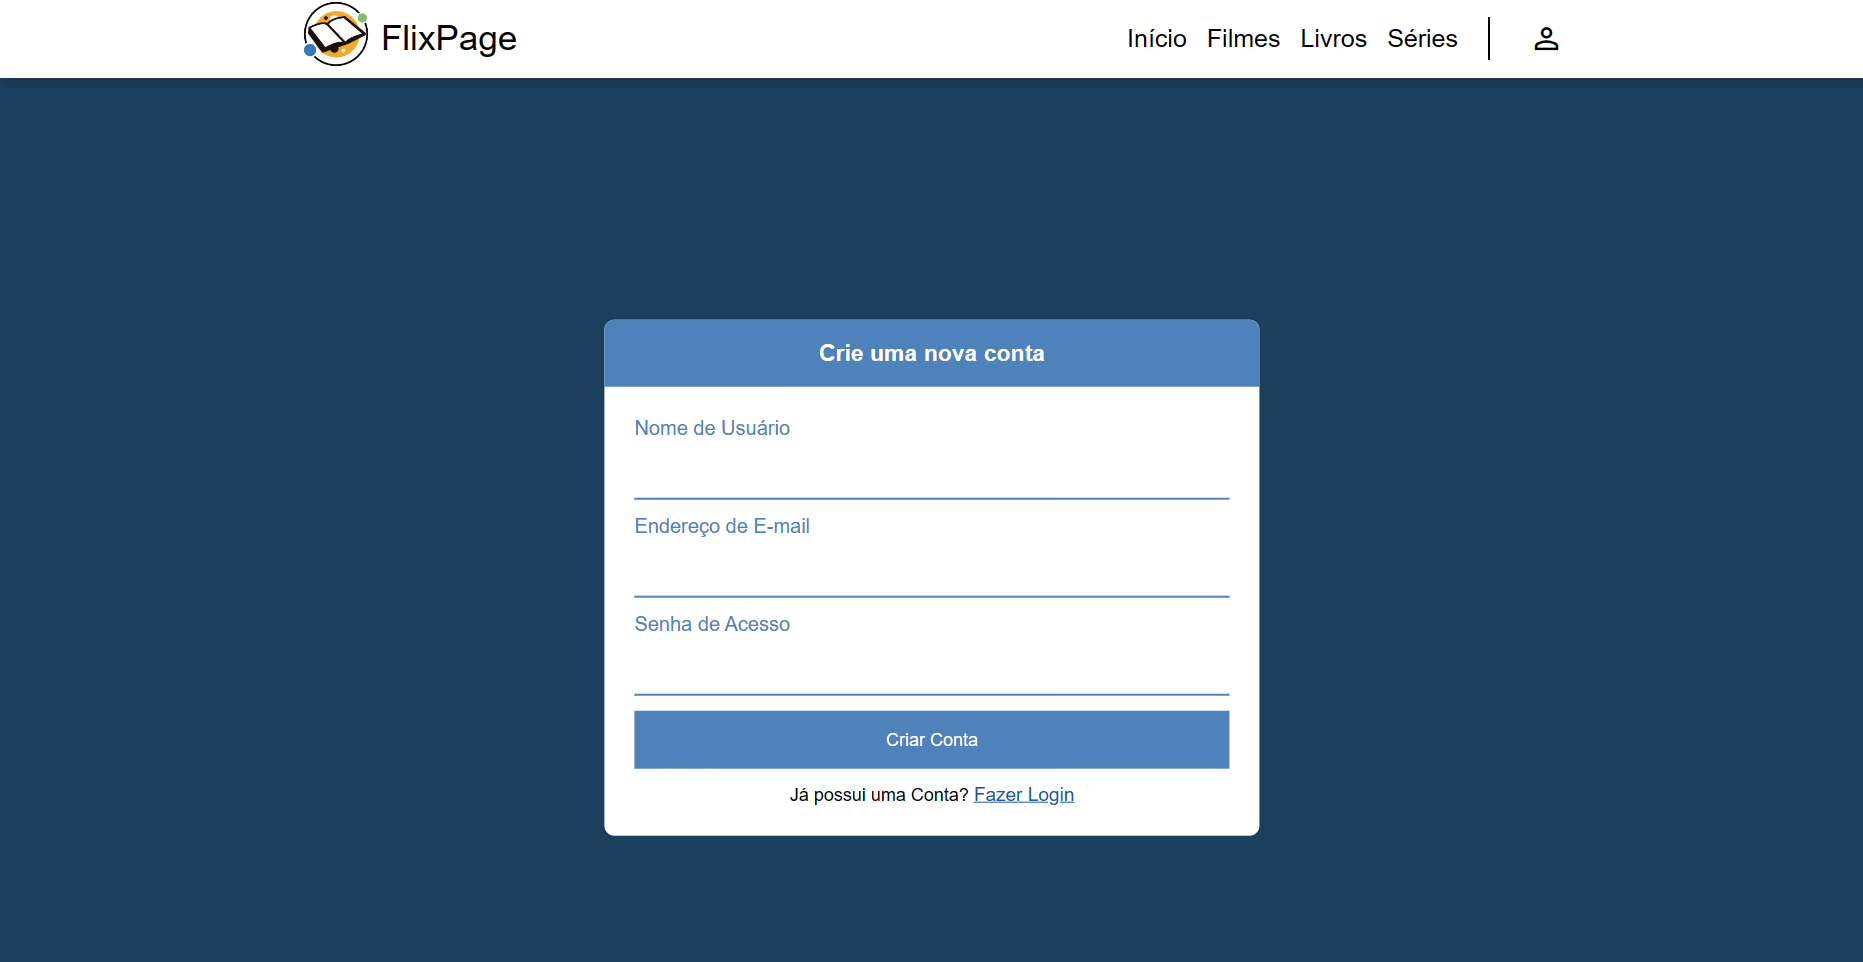 FlixPage
Início Filmes Livros Séries
Crie uma nova conta
Nome de Usuário
Endereço de E-mail
Senha de Acesso
Criar Conta
Já possui uma Conta? Fazer Login